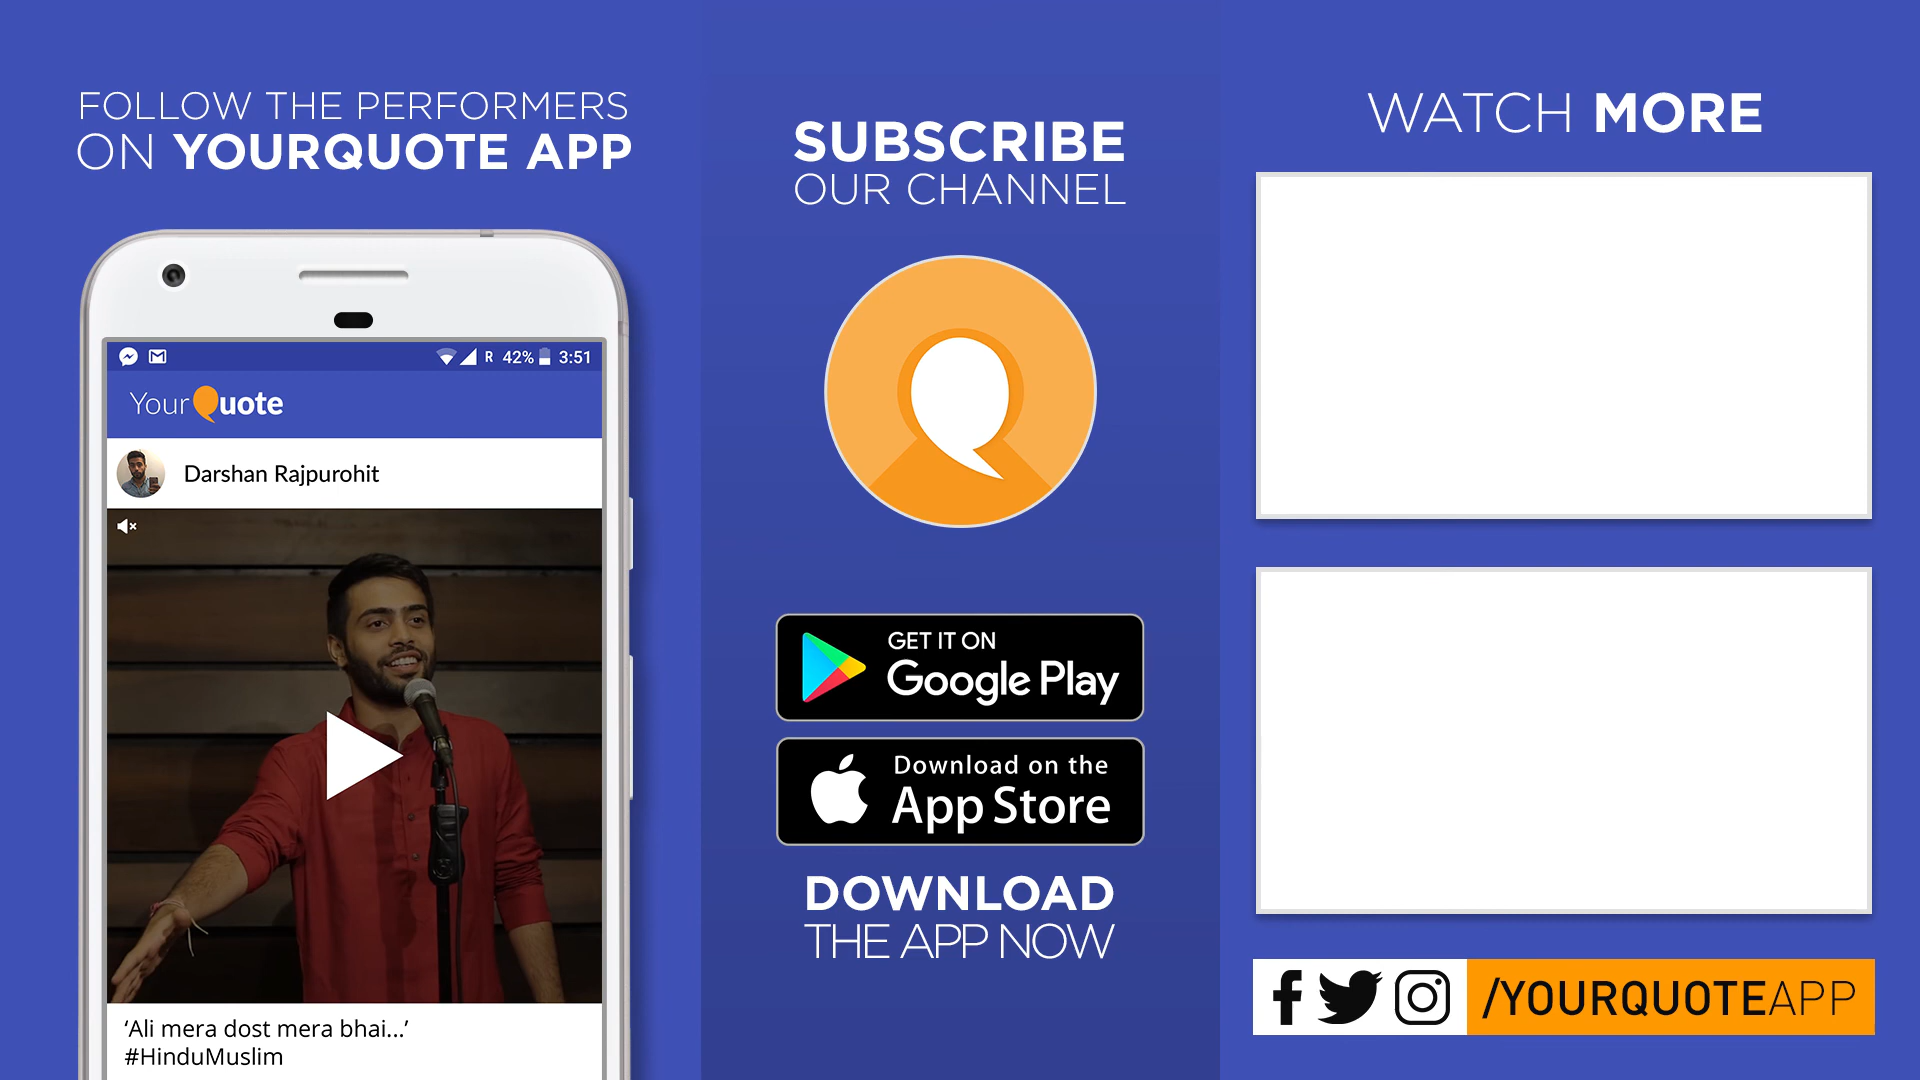 FOLLOW THE PERFORMERS
ON YOURQUOTE APP
R 42% 3:51
YourQuote
Darshan Rajpurohit
‘Ali mera dost mera bhai...’
#HinduMuslim
SUBSCRIBE
OUR CHANNEL
GET IT ON
Google Play
Download on the
App Store
DOWNLOAD
THE APP NOW
WATCH MORE
/YOURQUOTEAPP